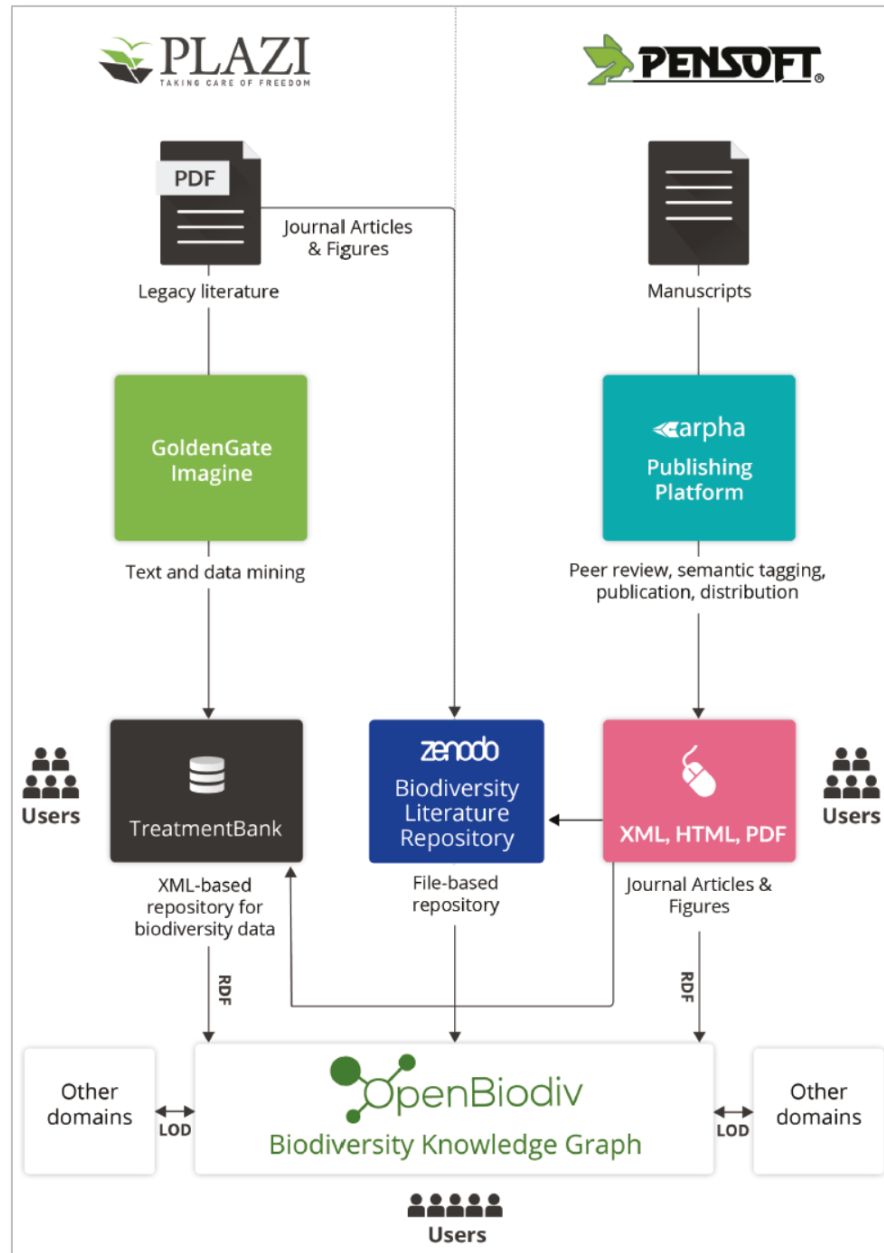 PLAZI
TAKING CARE OF FREEDOM
PENSOFT®
PDF
Journal Articles
& Figures
Legacy literature
Manuscripts
GoldenGate
Imagine
arpha
Publishing
Platform
Text and data mining
Peer review, semantic tagging,
publication, distribution
Users
TreatmentBank
zenodo
Biodiversity
Literature
Repository
XML, HTML, PDF
Users
XML-based
repository for
biodiversity data
File-based
repository
Journal Articles &
Figures
RDF
RDF
Other
domains
LOD
OpenBiodiv
Biodiversity Knowledge Graph
LOD
Other
domains
Users